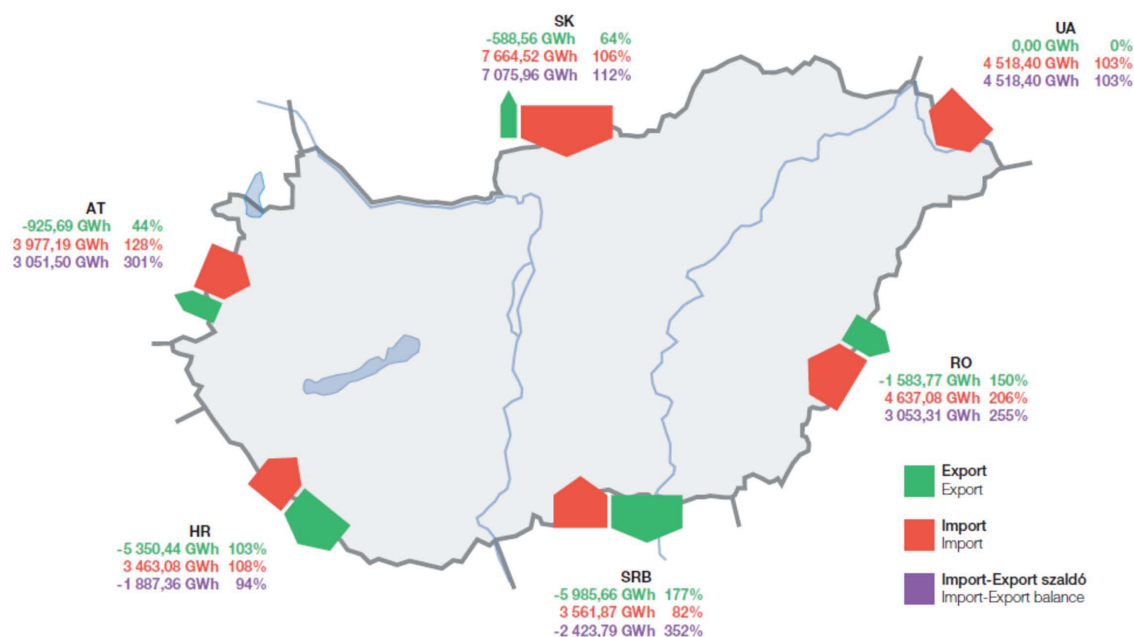 SK
-588,56 GWh 64%
7 664,52 GWh 106%
7 075,96 GWh 112%
UA
0,00 GWh 0%
4 518,40 GWh 103%
4 518,40 GWh 103%
AT
-925,69 GWh 44%
3 977,19 GWh 128%
3 051,50 GWh 301%
RO
-1 583,77 GWh 150%
4 637,08 GWh 206%
3 053,31 GWh 255%
HR
-5 350,44 GWh 103%
3 463,08 GWh 108%
-1 887,36 GWh 94%
SRB
-5 985,66 GWh 177%
3 561,87 GWh 82%
-2 423,79 GWh 352%
Export
Export
Import
Import
Import-Export szaldó
Import-Export balance